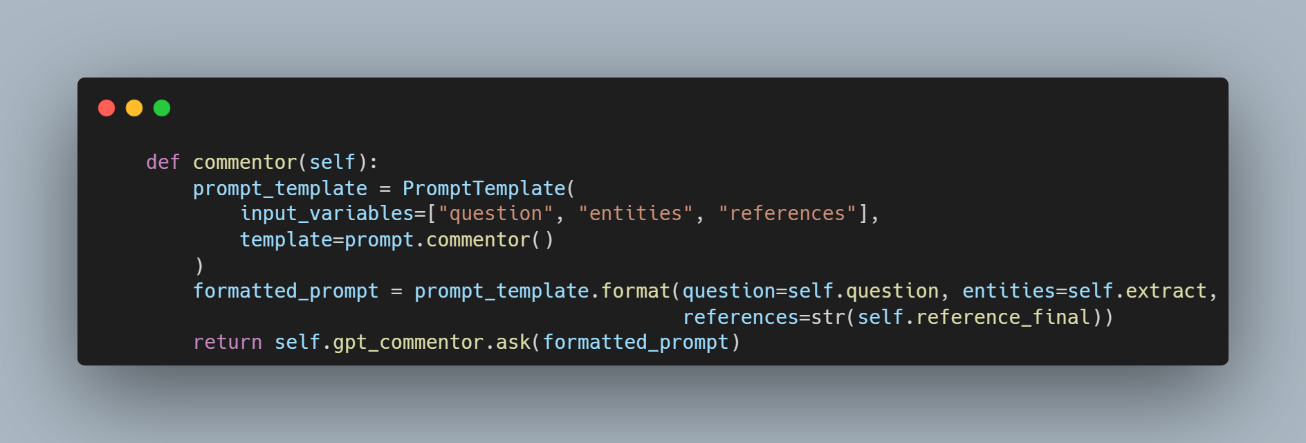 def commentor(self):
    prompt_template = PromptTemplate(
        input_variables=["question", "entities", "references"],
        template=prompt.commentor()
    )
    formatted_prompt = prompt_template.format(question=self.question, entities=self.extract,
                                              references=str(self.reference_final))
    return self.gpt_commentor.ask(formatted_prompt)